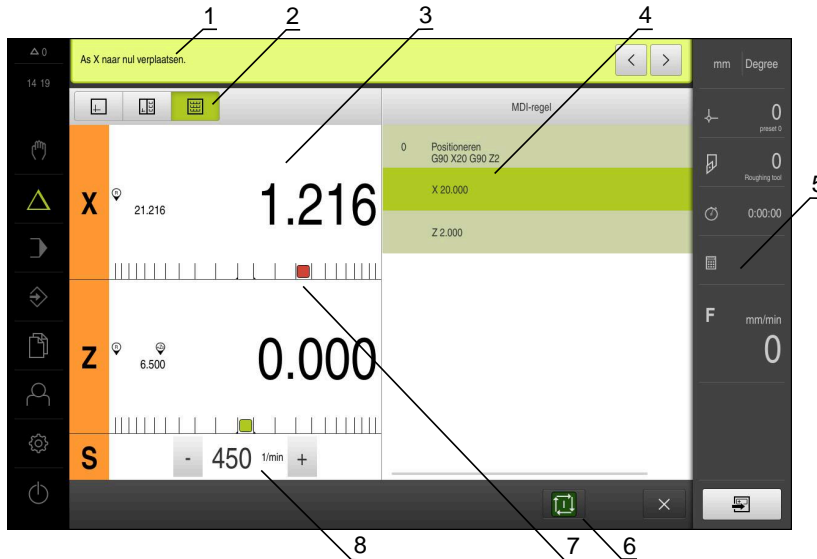 1
2
3
4
0
14 19
As X naar nul verplaatsen.
< >
mm Degree
MDI-regel
0
preset 0
0 Positioneren
G90 X20 G90 Z2
X 20.000
Z 2.000
X
R
21.216
1.216
0
Roughing tool
0:00:00
5
F mm/min
0
Z
R
6.500
0.000
S
- 450 1/min +
8
7
6